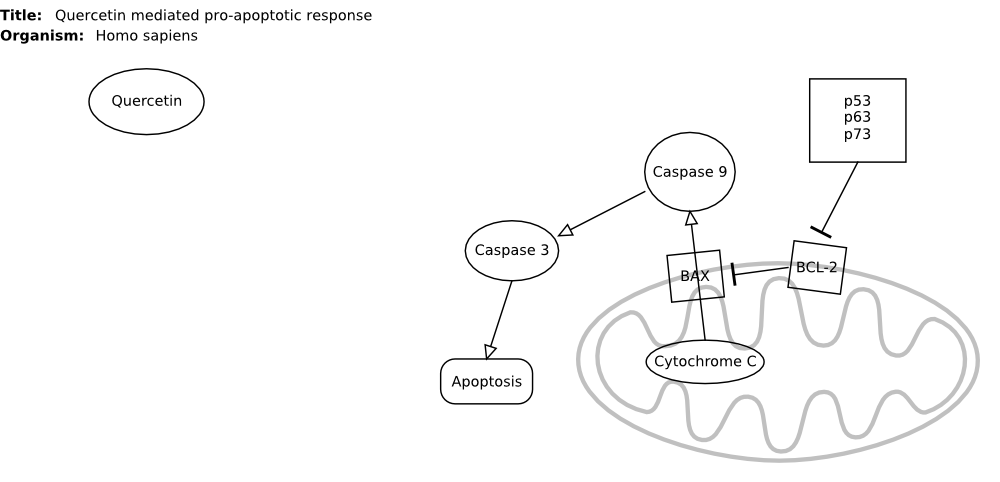 Title: Quercetin mediated pro-apoptotic response
Organism: Homo sapiens
Quercetin
p53
p63
p73
Caspase 9
Caspase 3
BAX
BCL-2
Cytochrome C
Apoptosis